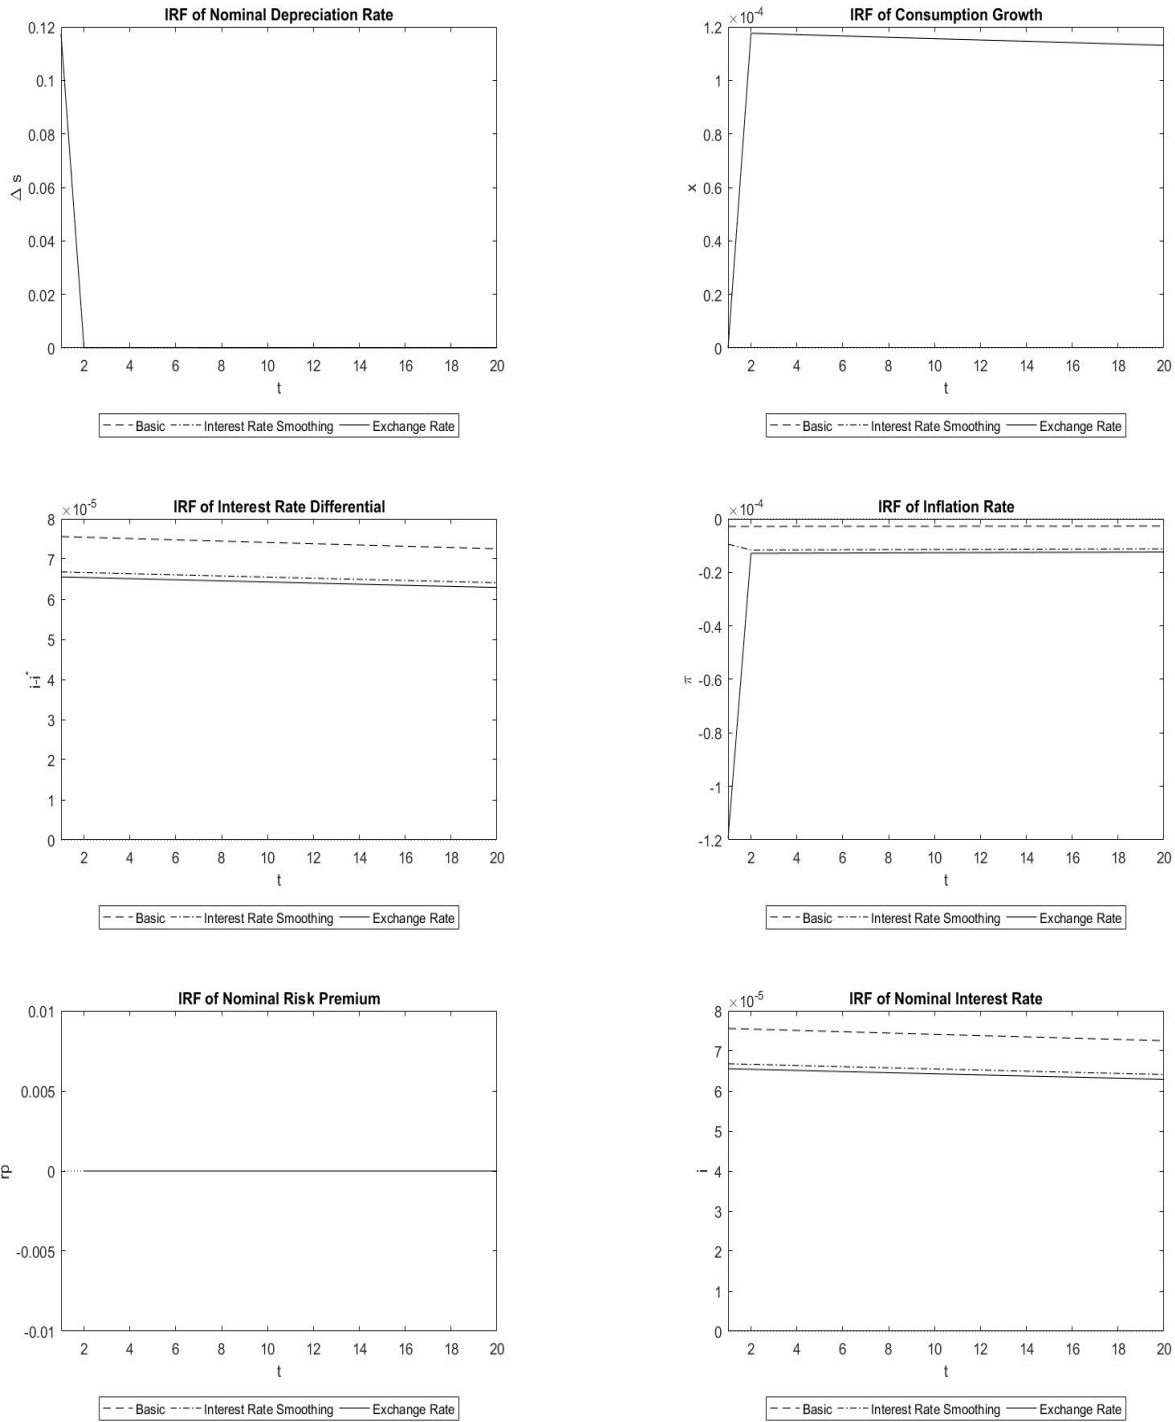 IRF of Nominal Depreciation Rate
0.12
0.1
0.08
0.06
0.04
0.02
0
Δ s
2 4 6 8 10 12 14 16 18 20
t
Basic Interest Rate Smoothing Exchange Rate
IRF of Consumption Growth
×10-4
1.2
1
0.8
0.6
0.4
0.2
0
x
2 4 6 8 10 12 14 16 18 20
t
Basic Interest Rate Smoothing Exchange Rate
IRF of Interest Rate Differential
×10-5
8
7
6
5
4
3
2
1
0
i-i*
2 4 6 8 10 12 14 16 18 20
t
Basic Interest Rate Smoothing Exchange Rate
IRF of Inflation Rate
×10-4
0
-0.2
-0.4
-0.6
-0.8
-1
-1.2
π
2 4 6 8 10 12 14 16 18 20
t
Basic Interest Rate Smoothing Exchange Rate
IRF of Nominal Risk Premium
0.01
0.005
0
-0.005
-0.01
rp
2 4 6 8 10 12 14 16 18 20
t
Basic Interest Rate Smoothing Exchange Rate
IRF of Nominal Interest Rate
×10-5
8
7
6
5
4
3
2
1
0
i
2 4 6 8 10 12 14 16 18 20
t
Basic Interest Rate Smoothing Exchange Rate